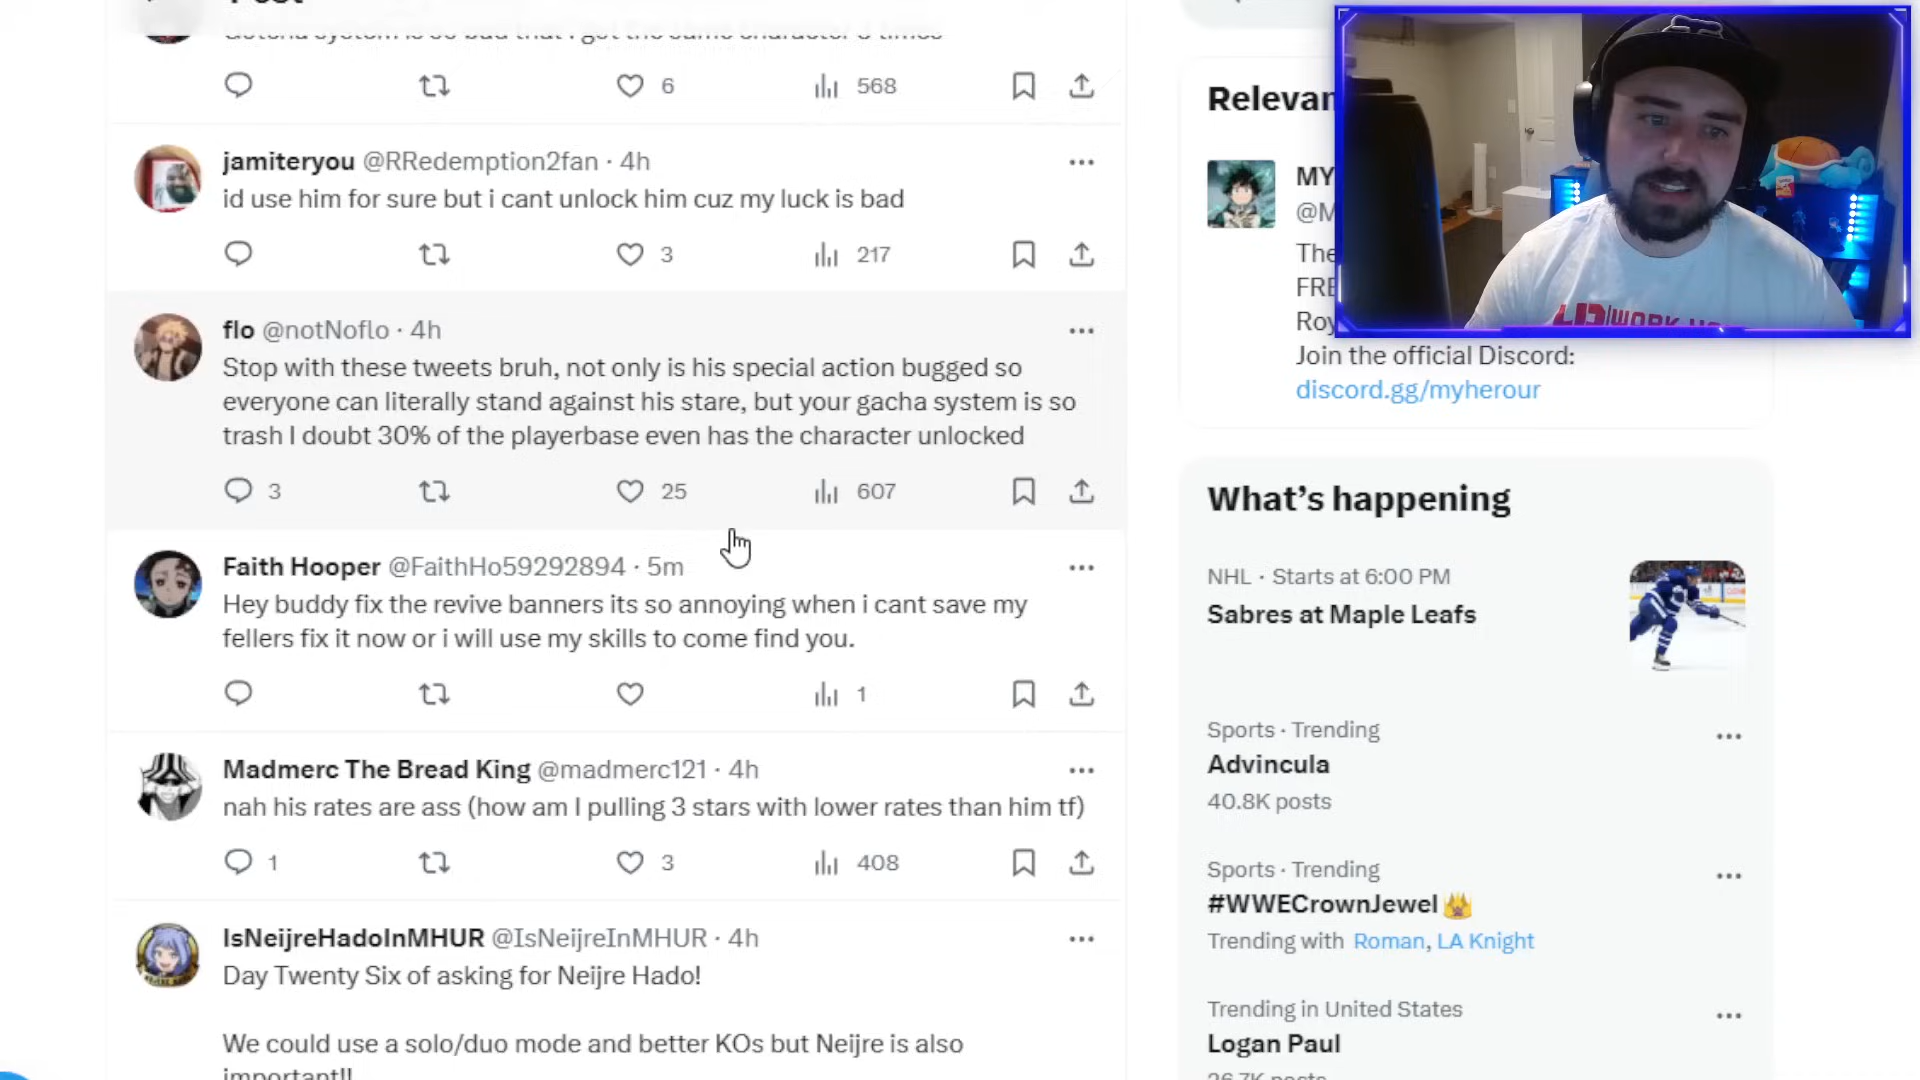 6
568
jamiteryou @RRedemption2fan · 4h
id use him for sure but i cant unlock him cuz my luck is bad
3
217
flo @notNoflo · 4h
Stop with these tweets bruh, not only is his special action bugged so
everyone can literally stand against his stare, but your gacha system is so
trash I doubt 30% of the playerbase even has the character unlocked
3
25
607
Faith Hooper @FaithHo59292894 · 5m
Hey buddy fix the revive banners its so annoying when i cant save my
fellers fix it now or i will use my skills to come find you.
1
Madmerc The Bread King @madmerc121 · 4h
nah his rates are ass (how am I pulling 3 stars with lower rates than him tf)
1
3
408
IsNeijreHadoInMHUR @IsNeijreInMHUR · 4h
Day Twenty Six of asking for Neijre Hado!
We could use a solo/duo mode and better KOs but Neijre is also
important!!
Relevan
MY
@M
The
FRE
Roy
Join the official Discord:
discord.gg/myherour
What's happening
NHL · Starts at 6:00 PM
Sabres at Maple Leafs
Sports · Trending
Advincula
40.8K posts
Sports · Trending
#WWECrownJewel
Trending with Roman, LA Knight
Trending in United States
Logan Paul